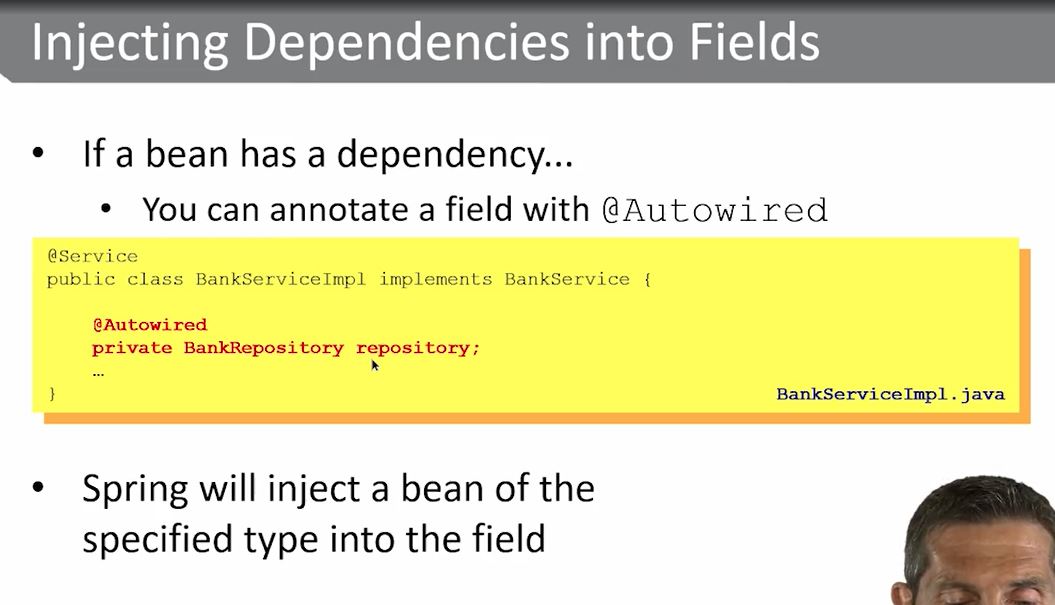 Injecting Dependencies into Fields
• If a bean has a dependency...
• You can annotate a field with @Autowired
@Service
public class BankServiceImpl implements BankService {
@Autowired
private BankRepository repository;
…
}
BankServiceImpl.java
• Spring will inject a bean of the
specified type into the field